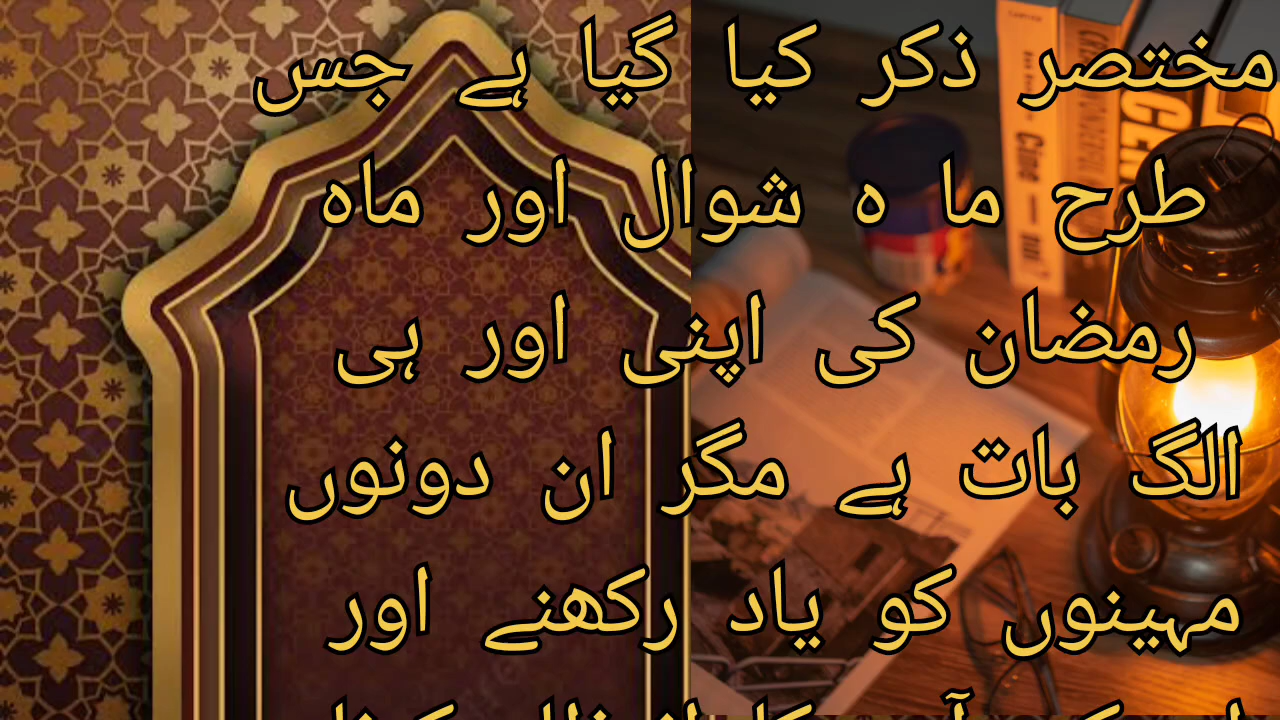 مختصر ذکر کیا گیا ہے جس
طرح ما ہ شوال اور ماہ
رمضان کی اپنی اور ہی
الگ بات ہے مگر ان دونوں
مہینوں کو یاد رکھنے اور